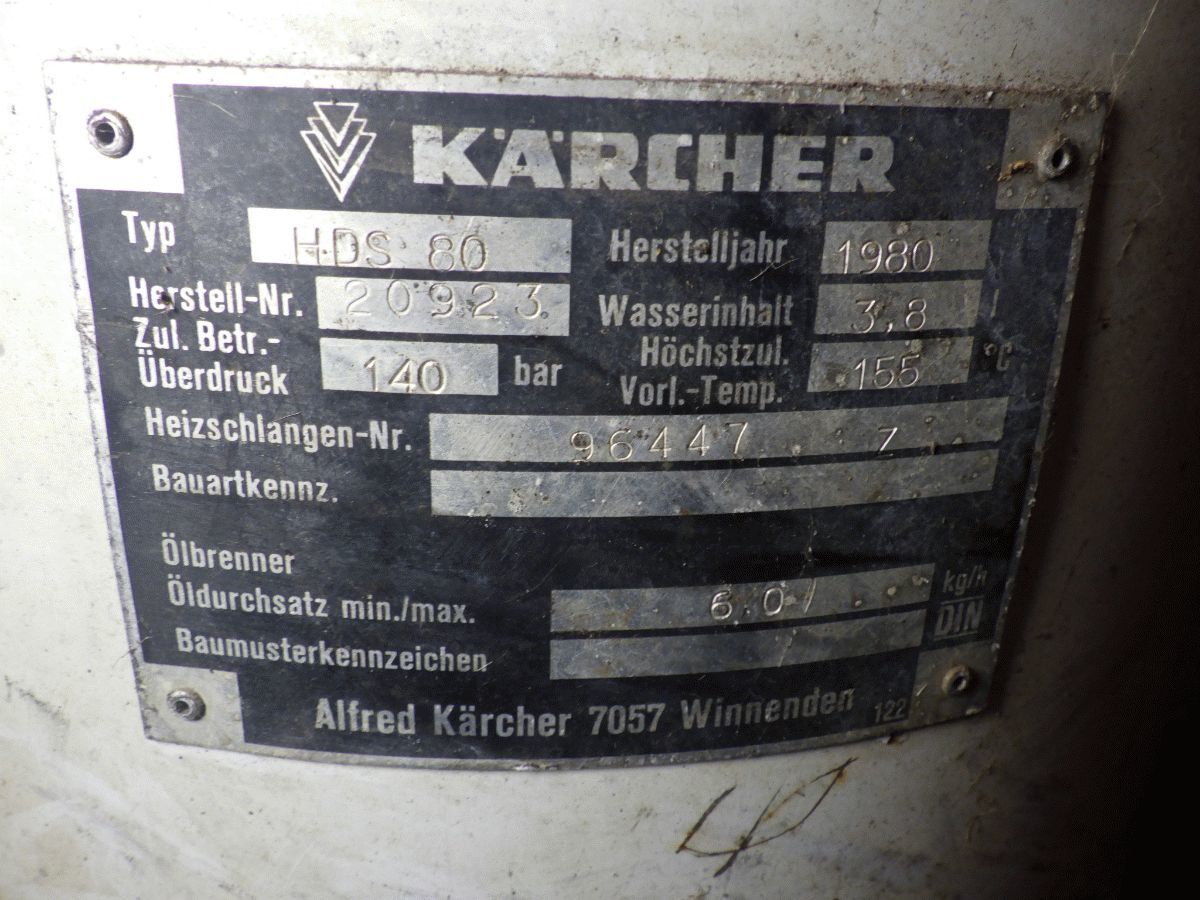 KÄRCHER
Typ HDS 80 Herstelljahr 1980
Herstell-Nr. 20923 Wasserinhalt 3,8 l
Zul. Betr.- Überdruck 140 bar Höchstzul. Vorl.-Temp. 155 °C
Heizschlangen-Nr. 96447 Z
Bauartkennz.
Ölbrenner
Öldurchsatz min./max. 6.0/ kg/h
Baumusterkennzeichen DIN
Alfred Kärcher 7057 Winnenden 122